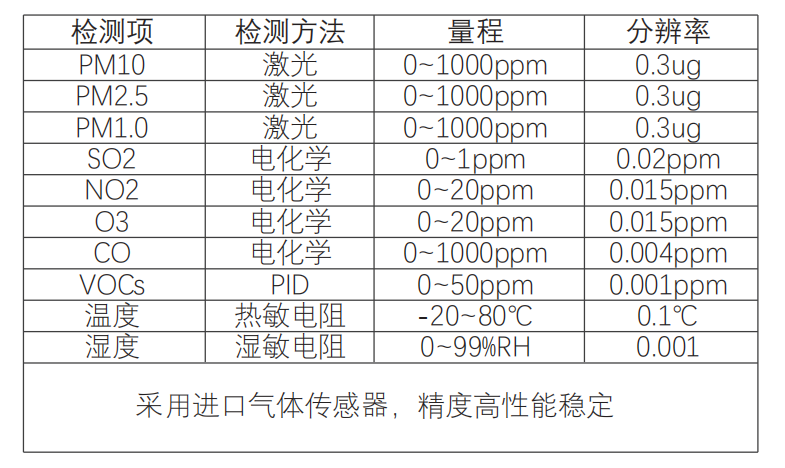 检测项 检测方法 量程 分辨率
PM10 激光 0~1000ppm 0.3ug
PM2.5 激光 0~1000ppm 0.3ug
PM1.0 激光 0~1000ppm 0.3ug
SO2 电化学 0~1ppm 0.02ppm
NO2 电化学 0~20ppm 0.015ppm
O3 电化学 0~20ppm 0.015ppm
CO 电化学 0~1000ppm 0.004ppm
VOCs PID 0~50ppm 0.001ppm
温度 热敏电阻 -20~80℃ 0.1℃
湿度 湿敏电阻 0~99%RH 0.001
采用进口气体传感器，精度高性能稳定